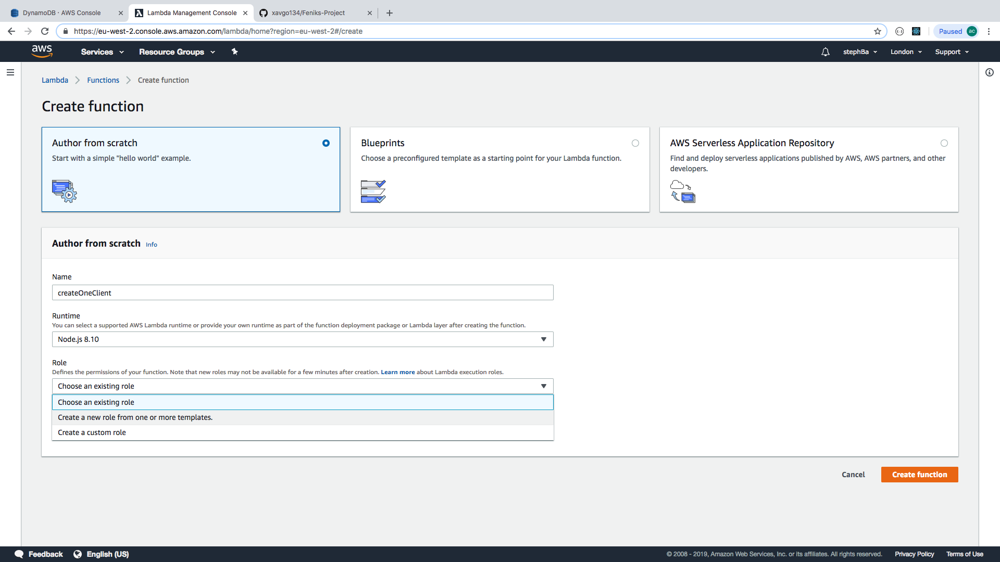 DynamoDB · AWS Console
Lambda Management Console
xavgo134/Feniks-Project
https://eu-west-2.console.aws.amazon.com/lambda/home?region=eu-west-2#/create
Paused
ac
aws
Services
Resource Groups
stephBa
London
Support
Lambda
Functions
Create function
Create function
Author from scratch
Start with a simple "hello world" example.
Blueprints
Choose a preconfigured template as a starting point for your Lambda function.
AWS Serverless Application Repository
Find and deploy serverless applications published by AWS, AWS partners, and other
developers.
Author from scratch Info
Name
createOneClient
Runtime
You can select a supported AWS Lambda runtime or provide your own runtime as part of the function deployment package or Lambda layer after creating the function.
Node.js 8.10
Role
Defines the permissions of your function. Note that new roles may not be available for a few minutes after creation. Learn more about Lambda execution roles.
Choose an existing role
Choose an existing role
Create a new role from one or more templates.
Create a custom role
Cancel
Create function
Feedback
English (US)
© 2008 - 2019, Amazon Web Services, Inc. or its affiliates. All rights reserved.
Privacy Policy
Terms of Use